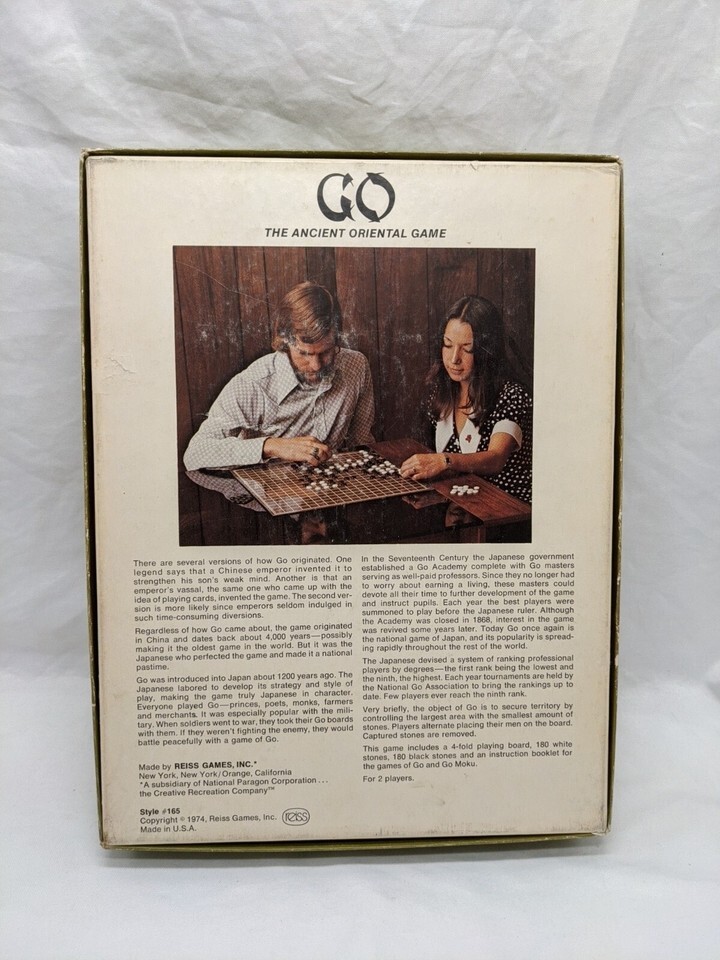 GO
THE ANCIENT ORIENTAL GAME
There are several versions of how Go originated. One
legend says that a Chinese emperor invented it to
strengthen his son's weak mind. Another is that an
emperor's vassal, the same one who came up with the
idea of playing cards, invented the game. The second ver-
sion is more likely since emperors seldom indulged in
such time-consuming diversions.
Regardless of how Go came about, the game originated
in China and dates back about 4,000 years—possibly
making it the oldest game in the world. But it was the
Japanese who perfected the game and made it a national
pastime.
Go was introduced into Japan about 1200 years ago. The
Japanese labored to develop its strategy and style of
play, making the game truly Japanese in character.
Everyone played Go—princes, poets, monks, farmers
and merchants. It was especially popular with the mili-
tary. When soldiers went to war, they took their Go boards
with them. If they weren't fighting the enemy, they would
battle peacefully with a game of Go.
Made by REISS GAMES, INC.*
New York, New York/Orange, California
*A subsidiary of National Paragon Corporation ...
the Creative Recreation Company™
Style #165
Copyright © 1974, Reiss Games, Inc. reiss
Made in U.S.A.
In the Seventeenth Century the Japanese government
established a Go Academy complete with Go masters
serving as well-paid professors. Since they no longer had
to worry about earning a living, these masters could
devote all their time to further development of the game
and instruct pupils. Each year the best players were
summoned to play before the Japanese ruler. Although
the Academy was closed in 1868, interest in the game
was revived some years later. Today Go once again is
the national game of Japan, and its popularity is spread-
ing rapidly throughout the rest of the world.
The Japanese devised a system of ranking professional
players by degrees—the first rank being the lowest and
the ninth, the highest. Each year tournaments are held by
the National Go Association to bring the rankings up to
date. Few players ever reach the ninth rank.
Very briefly, the object of Go is to secure territory by
controlling the largest area with the smallest amount of
stones. Players alternate placing their men on the board.
Captured stones are removed.
This game includes a 4-fold playing board, 180 white
stones, 180 black stones and an instruction booklet for
the games of Go and Go Moku.
For 2 players.